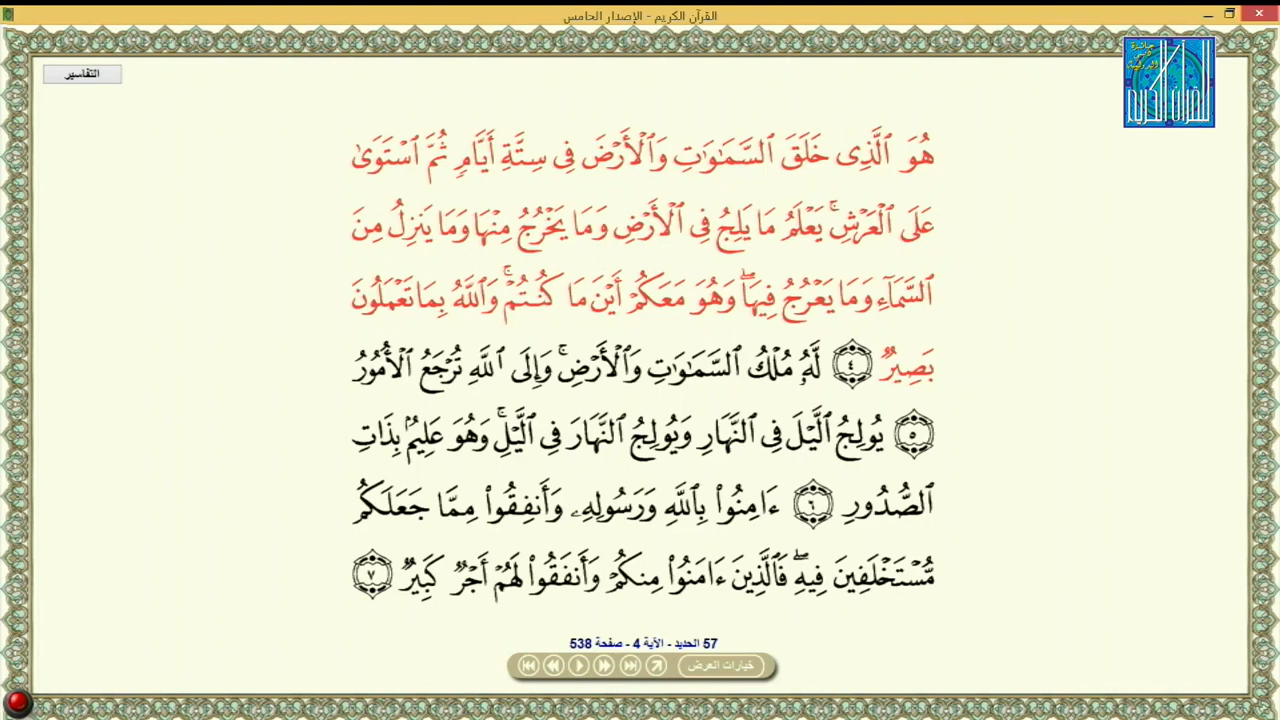 القرآن الكريم - الإصدار الخامس
التفاسير
للقرآن الكريم
هُوَ ٱلَّذِى خَلَقَ ٱلسَّمَـٰوَٰتِ وَٱلْأَرْضَ فِى سِتَّةِ أَيَّامٍ ثُمَّ ٱسْتَوَىٰ
عَلَى ٱلْعَرْشِ ۚ يَعْلَمُ مَا يَلِجُ فِى ٱلْأَرْضِ وَمَا يَخْرُجُ مِنْهَا وَمَا يَنزِلُ مِنَ
ٱلسَّمَآءِ وَمَا يَعْرُجُ فِيهَا ۖ وَهُوَ مَعَكُمْ أَيْنَ مَا كُنتُمْ ۚ وَٱللَّهُ بِمَا تَعْمَلُونَ
بَصِيرٌ ٤ لَّهُۥ مُلْكُ ٱلسَّمَـٰوَٰتِ وَٱلْأَرْضِ ۚ وَإِلَى ٱللَّهِ تُرْجَعُ ٱلْأُمُورُ
٥ يُولِجُ ٱلَّيْلَ فِى ٱلنَّهَارِ وَيُولِجُ ٱلنَّهَارَ فِى ٱلَّيْلِ ۚ وَهُوَ عَلِيمٌۢ بِذَاتِ
ٱلصُّدُورِ ٦ ءَامِنُوا۟ بِٱللَّهِ وَرَسُولِهِۦ وَأَنفِقُوا۟ مِمَّا جَعَلَكُم
مُّسْتَخْلَفِينَ فِيهِ ۖ فَٱلَّذِينَ ءَامَنُوا۟ مِنكُمْ وَأَنفَقُوا۟ لَهُمْ أَجْرٌ كَبِيرٌ ٧
57 الحديد - الآية 4 - صفحة 538
خيارات العرض